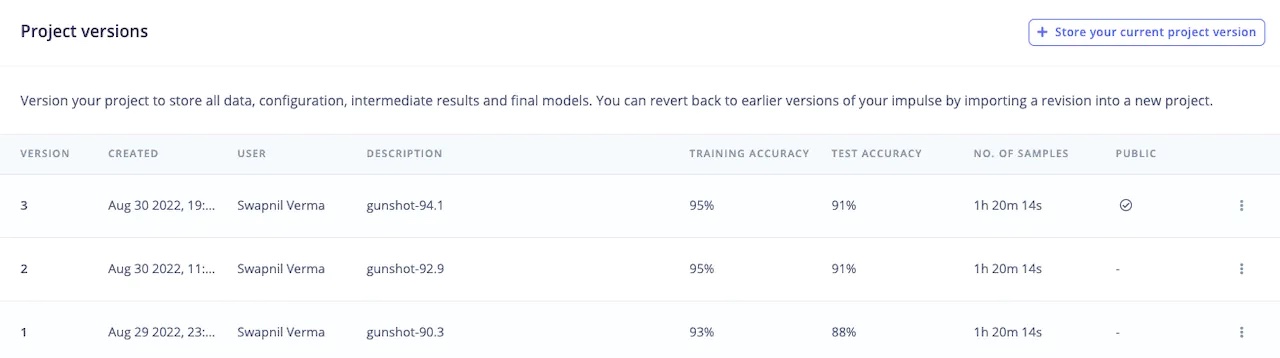 Project versions
+ Store your current project version
Version your project to store all data, configuration, intermediate results and final models. You can revert back to earlier versions of your impulse by importing a revision into a new project.
VERSION CREATED USER DESCRIPTION TRAINING ACCURACY TEST ACCURACY NO. OF SAMPLES PUBLIC
3 Aug 30 2022, 19:... Swapnil Verma gunshot-94.1 95% 91% 1h 20m 14s
2 Aug 30 2022, 11:... Swapnil Verma gunshot-92.9 95% 91% 1h 20m 14s -
1 Aug 29 2022, 23:... Swapnil Verma gunshot-90.3 93% 88% 1h 20m 14s -